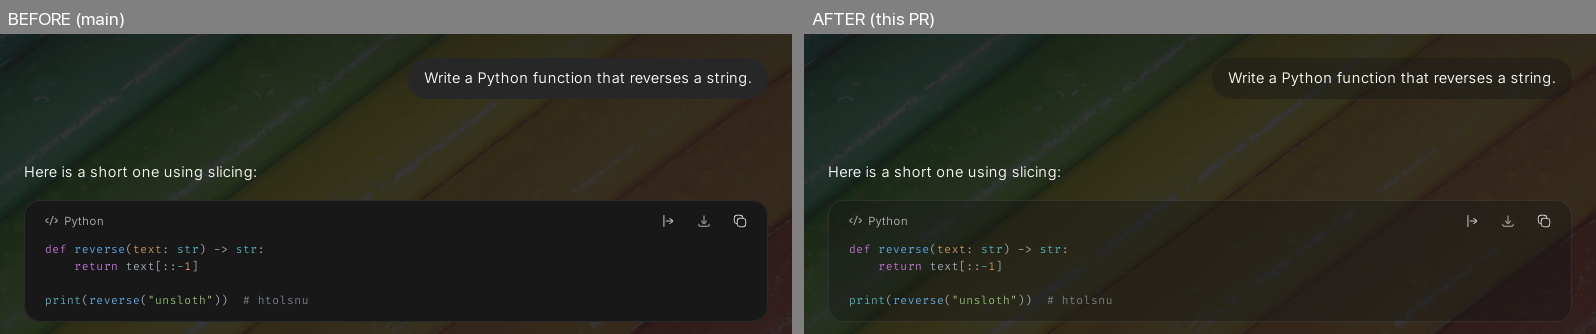 BEFORE (main)
Write a Python function that reverses a string.
Here is a short one using slicing:
</> Python
def reverse(text: str) -> str:
    return text[::-1]
print(reverse("unsloth"))  # htolsnu
AFTER (this PR)
Write a Python function that reverses a string.
Here is a short one using slicing:
</> Python
def reverse(text: str) -> str:
    return text[::-1]
print(reverse("unsloth"))  # htolsnu